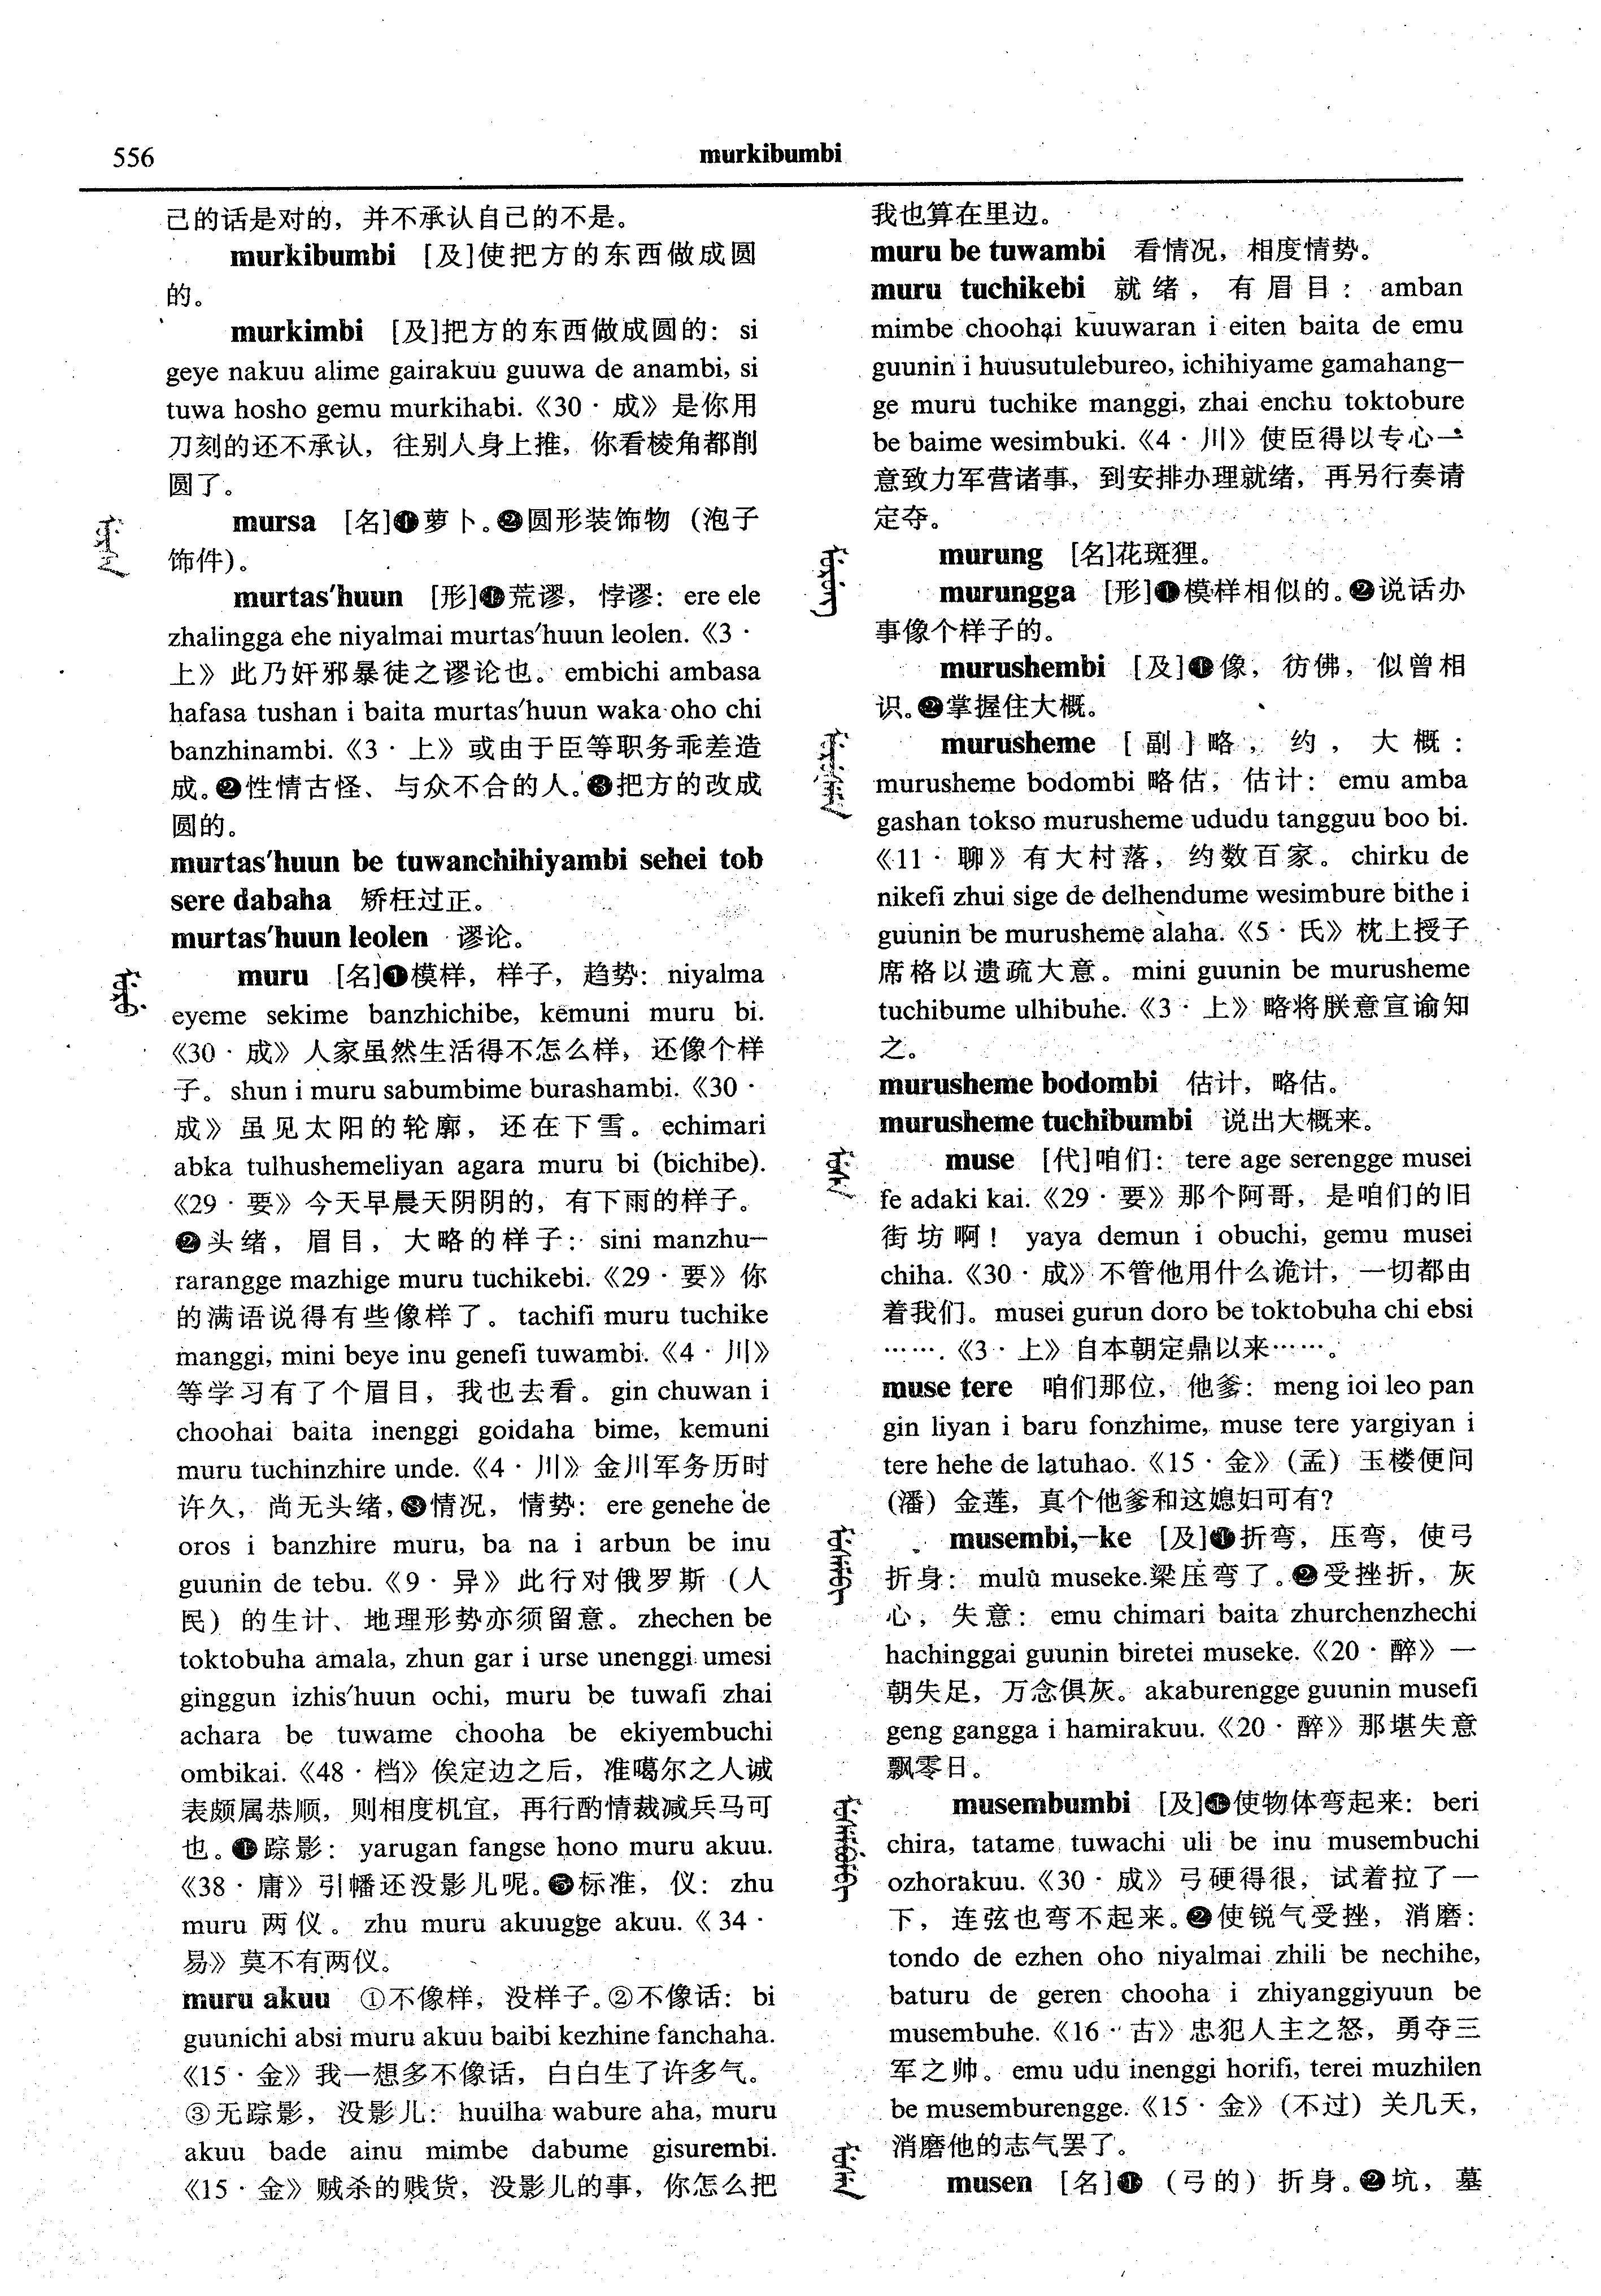 556
murkibumbi
己的话是对的，并不承认自己的不是。
murkibumbi [及]使把方的东西做成圆
的。
murkimbi [及]把方的东西做成圆的：si
geye nakuu alime gairakuu guuwa de anambi, si
tuwa hosho gemu murkihabi.《30·成》是你用
刀刻的还不承认，往别人身上推，你看棱角都削
圆了。
mursa [名]❶萝卜。❷圆形装饰物（泡子
饰件）。
murtas'huun [形]❶荒谬，悖谬：ere ele
zhalingga ehe niyalmai murtas'huun leolen.《3·
上》此乃奸邪暴徒之谬论也。embichi ambasa
hafasa tushan i baita murtas'huun waka oho chi
banzhinambi.《3·上》或由于臣等职务乖差造
成。❷性情古怪、与众不合的人。❸把方的改成
圆的。
murtas'huun be tuwanchihiyambi sehei tob
sere dabaha 矫枉过正。
murtas'huun leolen 谬论。
muru [名]❶模样，样子，趋势：niyalma
eyeme sekime banzhichibe, kemuni muru bi.
《30·成》人家虽然生活得不怎么样，还像个样
子。shun i muru sabumbime burashambi.《30·
成》虽见太阳的轮廓，还在下雪。echimari
abka tulhushemeliyan agara muru bi (bichibe).
《29·要》今天早晨天阴阴的，有下雨的样子。
❷头绪，眉目，大略的样子：sini manzhu—
rarangge mazhige muru tuchikebi.《29·要》你
的满语说得有些像样了。tachifi muru tuchike
manggi, mini beye inu genefi tuwambi.《4·川》
等学习有了个眉目，我也去看。gin chuwan i
choohai baita inenggi goidaha bime, kemuni
muru tuchinzhire unde.《4·川》金川军务历时
许久，尚无头绪，❸情况，情势：ere genehe de
oros i banzhire muru, ba na i arbun be inu
guunin de tebu.《9·异》此行对俄罗斯（人
民）的生计、地理形势亦须留意。zhechen be
toktobuha amala, zhun gar i urse unenggi umesi
ginggun izhis'huun ochi, muru be tuwafi zhai
achara be tuwame chooha be ekiyembuchi
ombikai.《48·档》俟定边之后，准噶尔之人诚
表颇属恭顺，则相度机宜，再行酌情裁减兵马可
也。❹踪影：yarugan fangse hono muru akuu.
《38·庸》引幡还没影儿呢。❺标准，仪：zhu
muru 两仪。zhu muru akuugge akuu.《34·
易》莫不有两仪。
muru akuu ①不像样，没样子。②不像话：bi
guunichi absi muru akuu baibi kezhine fanchaha.
《15·金》我一想多不像话，白白生了许多气。
③无踪影，没影儿：huulha wabure aha, muru
akuu bade ainu mimbe dabume gisurembi.
《15·金》贼杀的贱货，没影儿的事，你怎么把
我也算在里边。
muru be tuwambi 看情况，相度情势。
muru tuchikebi 就绪，有眉目：amban
mimbe choohai kuuwaran i eiten baita de emu
guunin i huusutulebureo, ichihiyame gamahang—
ge muru tuchike manggi, zhai enchu toktobure
be baime wesimbuki.《4·川》使臣得以专心一
意致力军营诸事，到安排办理就绪，再另行奏请
定夺。
murung [名]花斑狸。
murungga [形]❶模样相似的。❷说话办
事像个样子的。
murushembi [及]❶像，彷佛，似曾相
识。❷掌握住大概。
murusheme [副]略，约，大概：
murusheme bodombi 略估，估计：emu amba
gashan tokso murusheme ududu tangguu boo bi.
《11·聊》有大村落，约数百家。chirku de
nikefi zhui sige de delhendume wesimbure bithe i
guunin be murusheme alaha.《5·氏》枕上授子
席格以遗疏大意。mini guunin be murusheme
tuchibume ulhibuhe.《3·上》略将朕意宣谕知
之。
murusheme bodombi 估计，略估。
murusheme tuchibumbi 说出大概来。
muse [代]咱们：tere age serengge musei
fe adaki kai.《29·要》那个阿哥，是咱们的旧
街坊啊！yaya demun i obuchi, gemu musei
chiha.《30·成》不管他用什么诡计，一切都由
着我们。musei gurun doro be toktobuha chi ebsi
…….《3·上》自本朝定鼎以来……。
muse tere 咱们那位，他爹：meng ioi leo pan
gin liyan i baru fonzhime, muse tere yargiyan i
tere hehe de latuhao.《15·金》（孟）玉楼便问
（潘）金莲，真个他爹和这媳妇可有?
musembi,—ke [及]❶折弯，压弯，使弓
折身：mulu museke.梁压弯了。❷受挫折，灰
心，失意：emu chimari baita zhurchenzhechi
hachinggai guunin biretei museke.《20·醉》一
朝失足，万念俱灰。akaburengge guunin musefi
geng gangga i hamirakuu.《20·醉》那堪失意
飘零日。
musembumbi [及]❶使物体弯起来：beri
chira, tatame tuwachi uli be inu musembuchi
ozhorakuu.《30·成》弓硬得很，试着拉了一
下，连弦也弯不起来。❷使锐气受挫，消磨：
tondo de ezhen oho niyalmai zhili be nechihe,
baturu de geren chooha i zhiyanggiyuun be
musembuhe.《16·古》忠犯人主之怒，勇夺三
军之帅。emu udu inenggi horifi, terei muzhilen
be musemburengge.《15·金》（不过）关几天，
消磨他的志气罢了。
musen [名]❶（弓的）折身。❷坑，墓